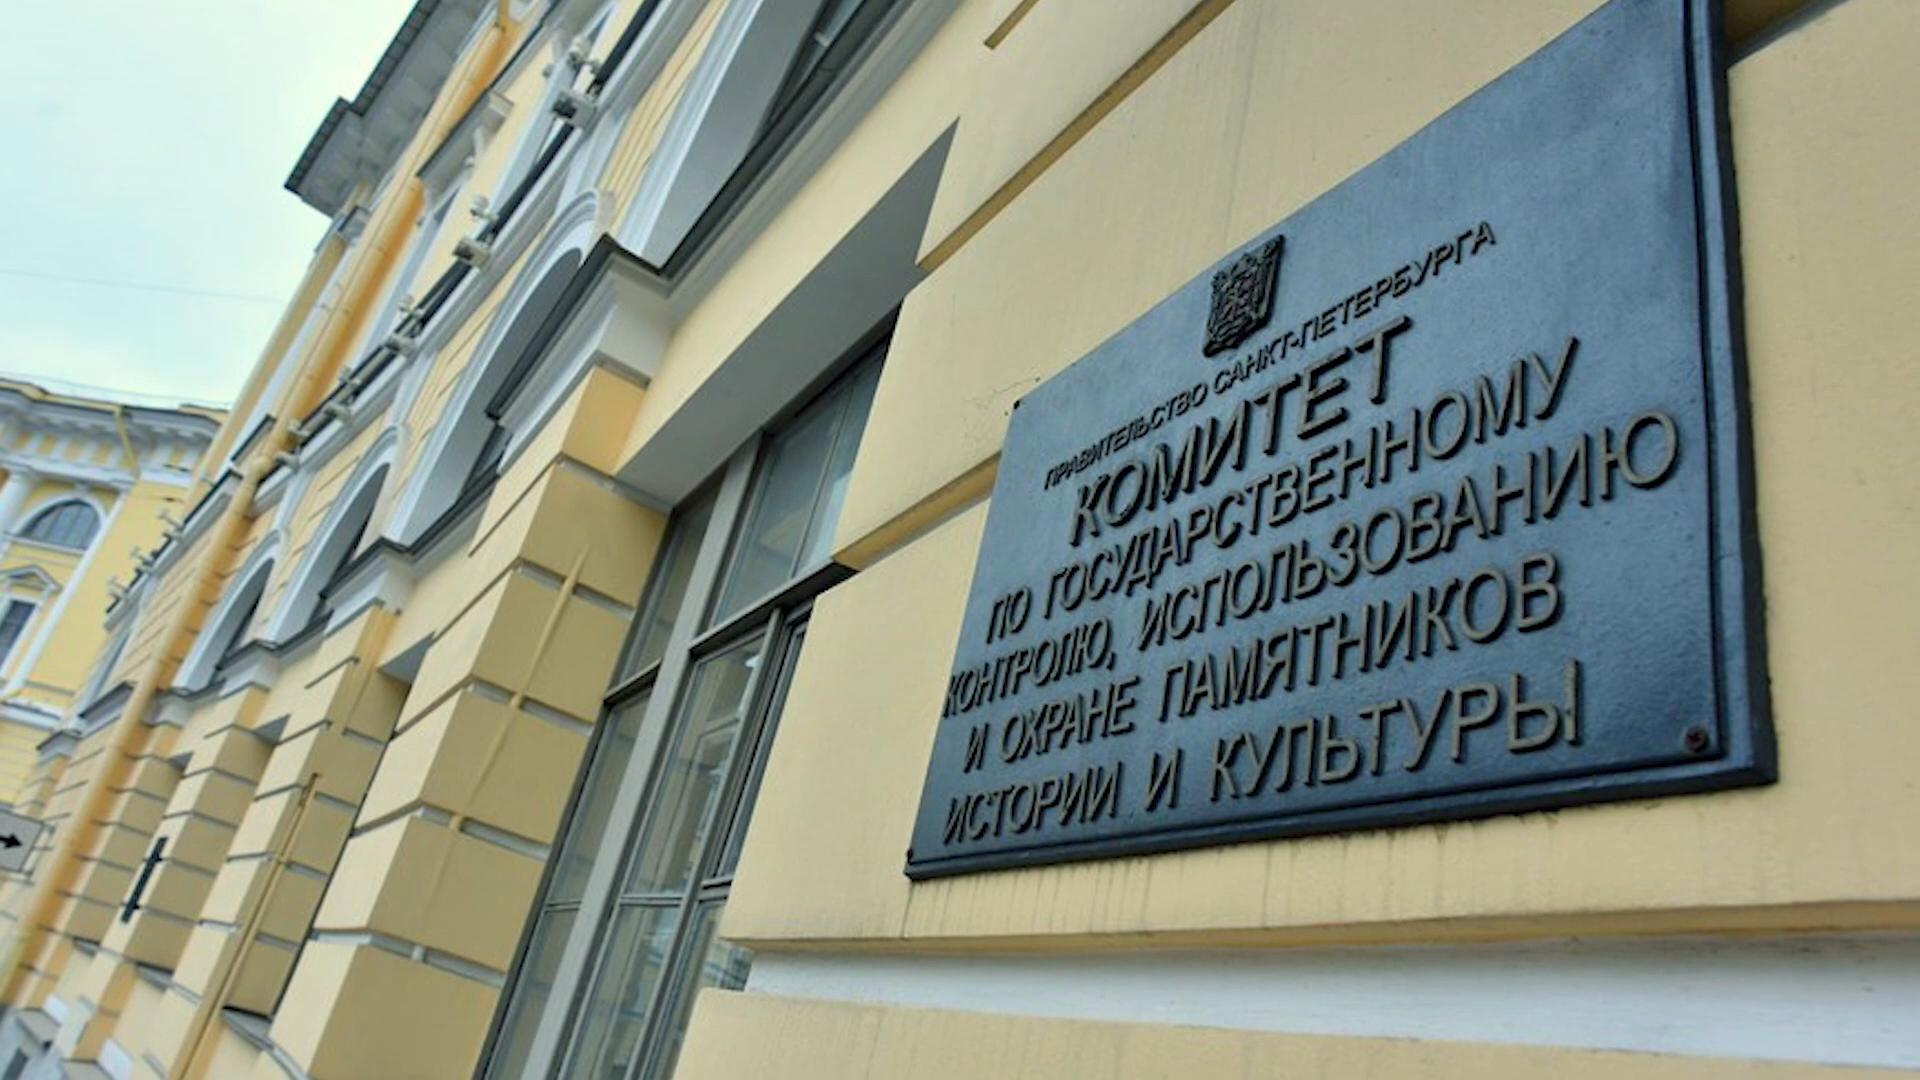 ПРАВИТЕЛЬСТВО САНКТ-ПЕТЕРБУРГА
КОМИТЕТ
ПО ГОСУДАРСТВЕННОМУ
КОНТРОЛЮ, ИСПОЛЬЗОВАНИЮ
И ОХРАНЕ ПАМЯТНИКОВ
ИСТОРИИ И КУЛЬТУРЫ